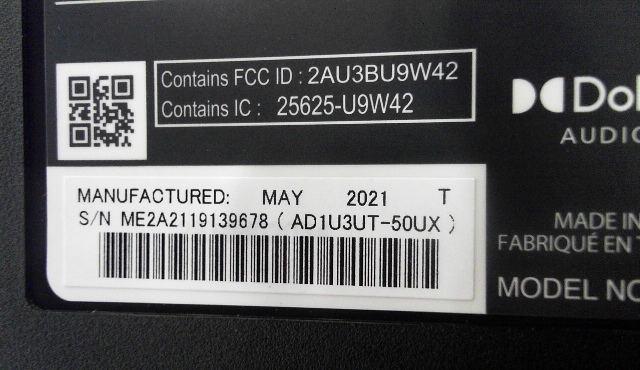 Contains FCC ID : 2AU3BU9W42
Contains IC : 25625-U9W42
AUDIO
MANUFACTURED: MAY 2021 T
S/N ME2A2119139678 ( AD1U3UT-50UX )
MADE IN
FABRIQUÉ EN
MODEL NO